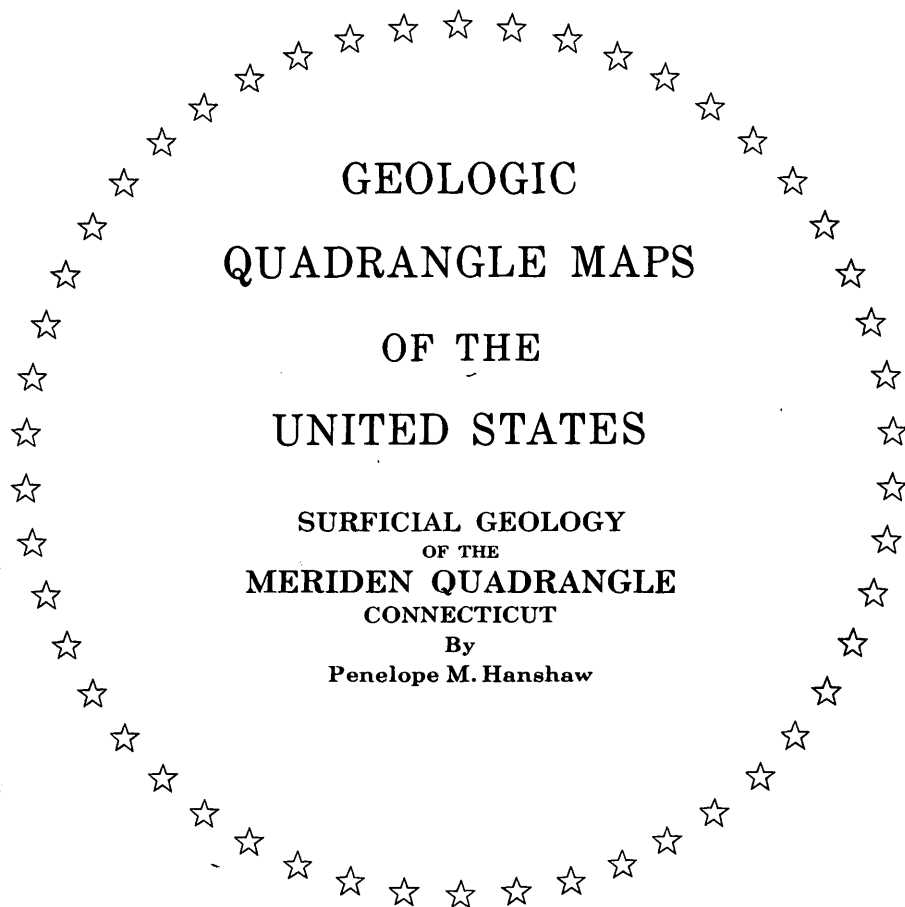 GEOLOGIC
QUADRANGLE MAPS
OF THE
UNITED STATES
SURFICIAL GEOLOGY
OF THE
MERIDEN QUADRANGLE
CONNECTICUT
By
Penelope M. Hanshaw